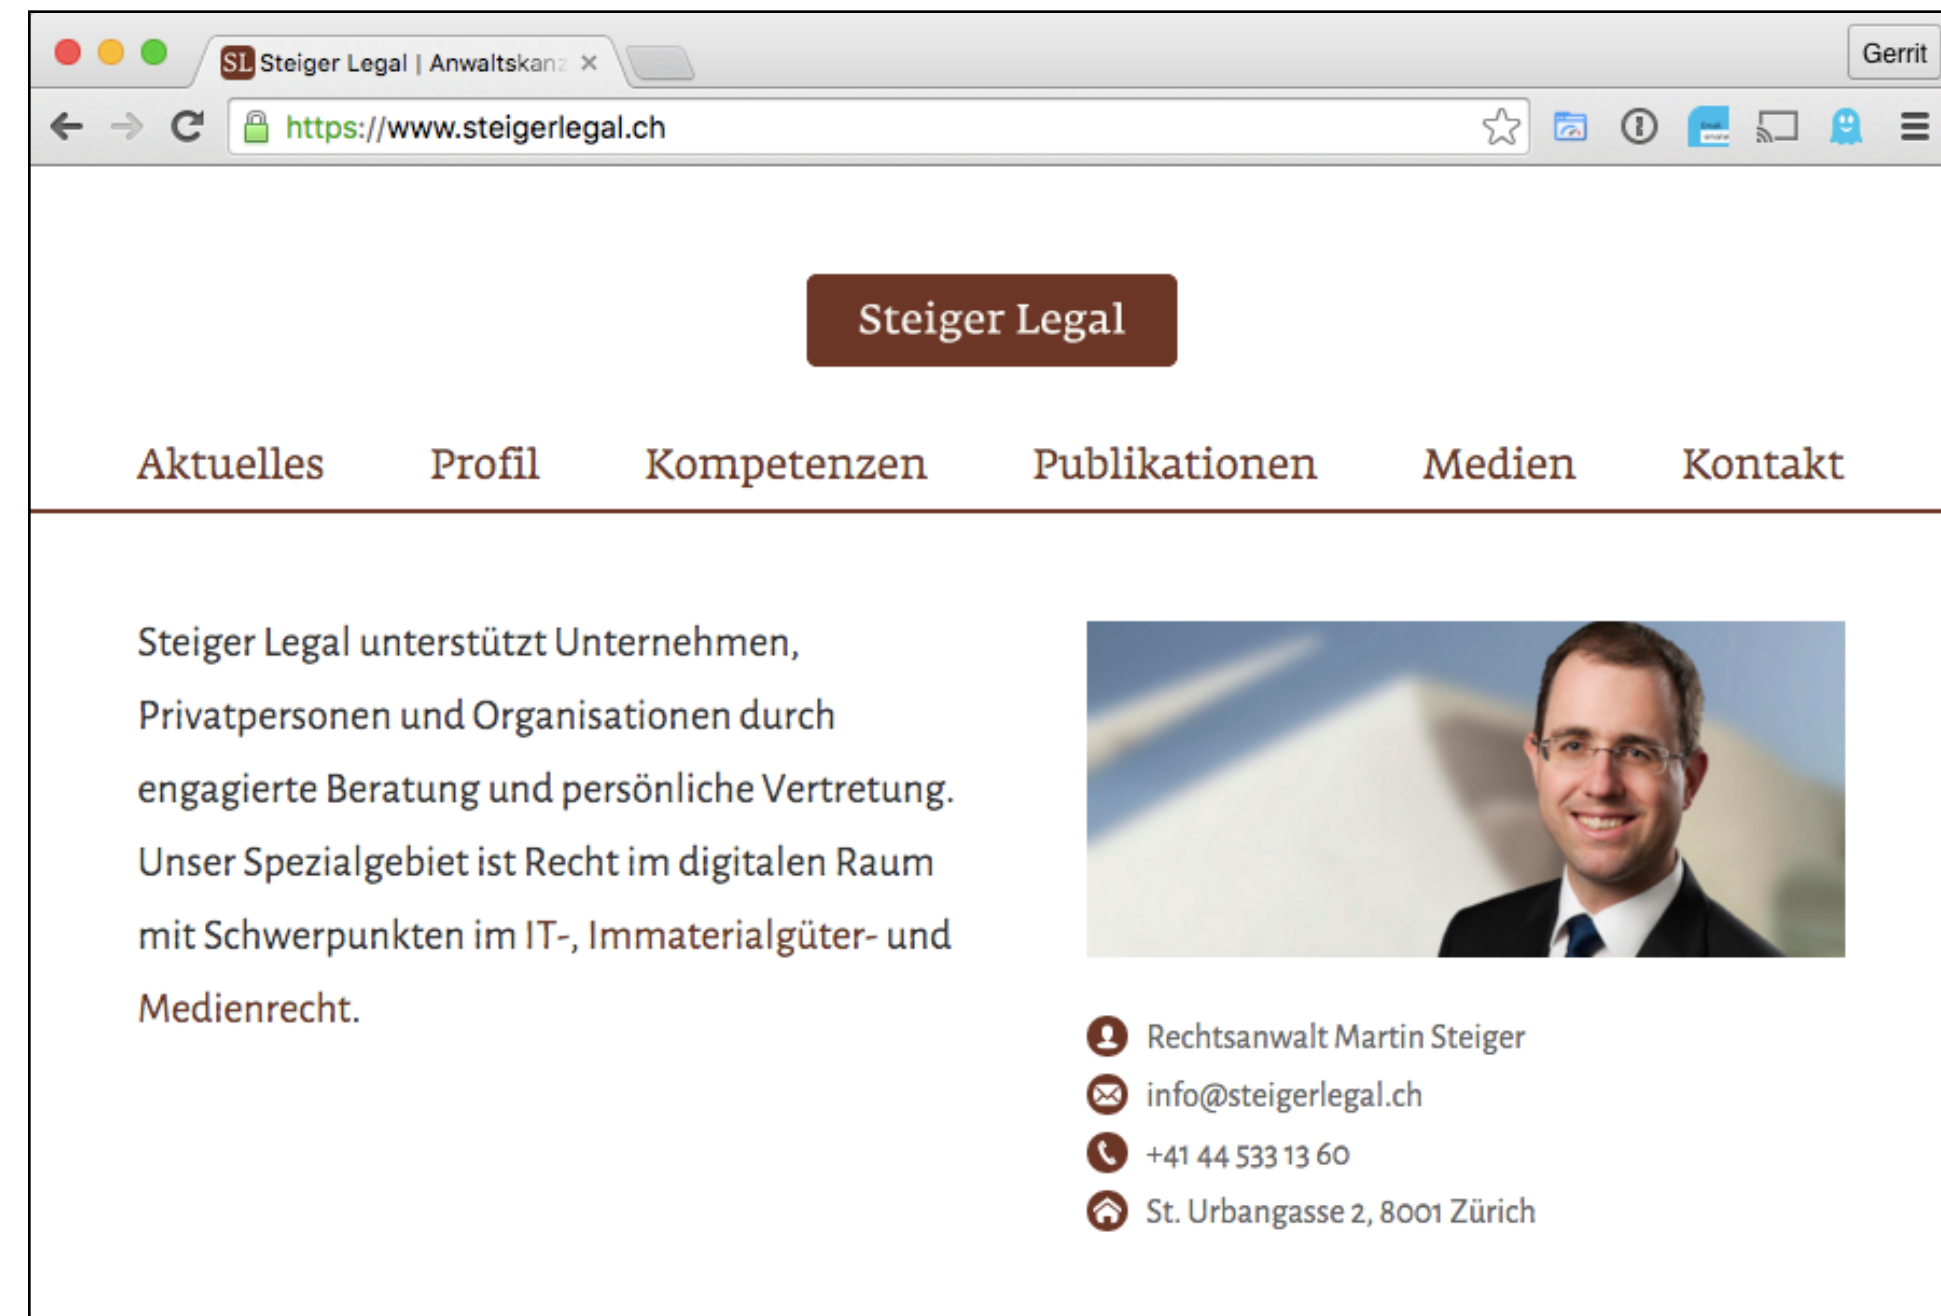 SL Steiger Legal | Anwaltskanz
Gerrit
https://www.steigerlegal.ch
Steiger Legal
Aktuelles Profil Kompetenzen Publikationen Medien Kontakt
Steiger Legal unterstützt Unternehmen,
Privatpersonen und Organisationen durch
engagierte Beratung und persönliche Vertretung.
Unser Spezialgebiet ist Recht im digitalen Raum
mit Schwerpunkten im IT-, Immaterialgüter- und
Medienrecht.
Rechtsanwalt Martin Steiger
info@steigerlegal.ch
+41 44 533 13 60
St. Urbangasse 2, 8001 Zürich